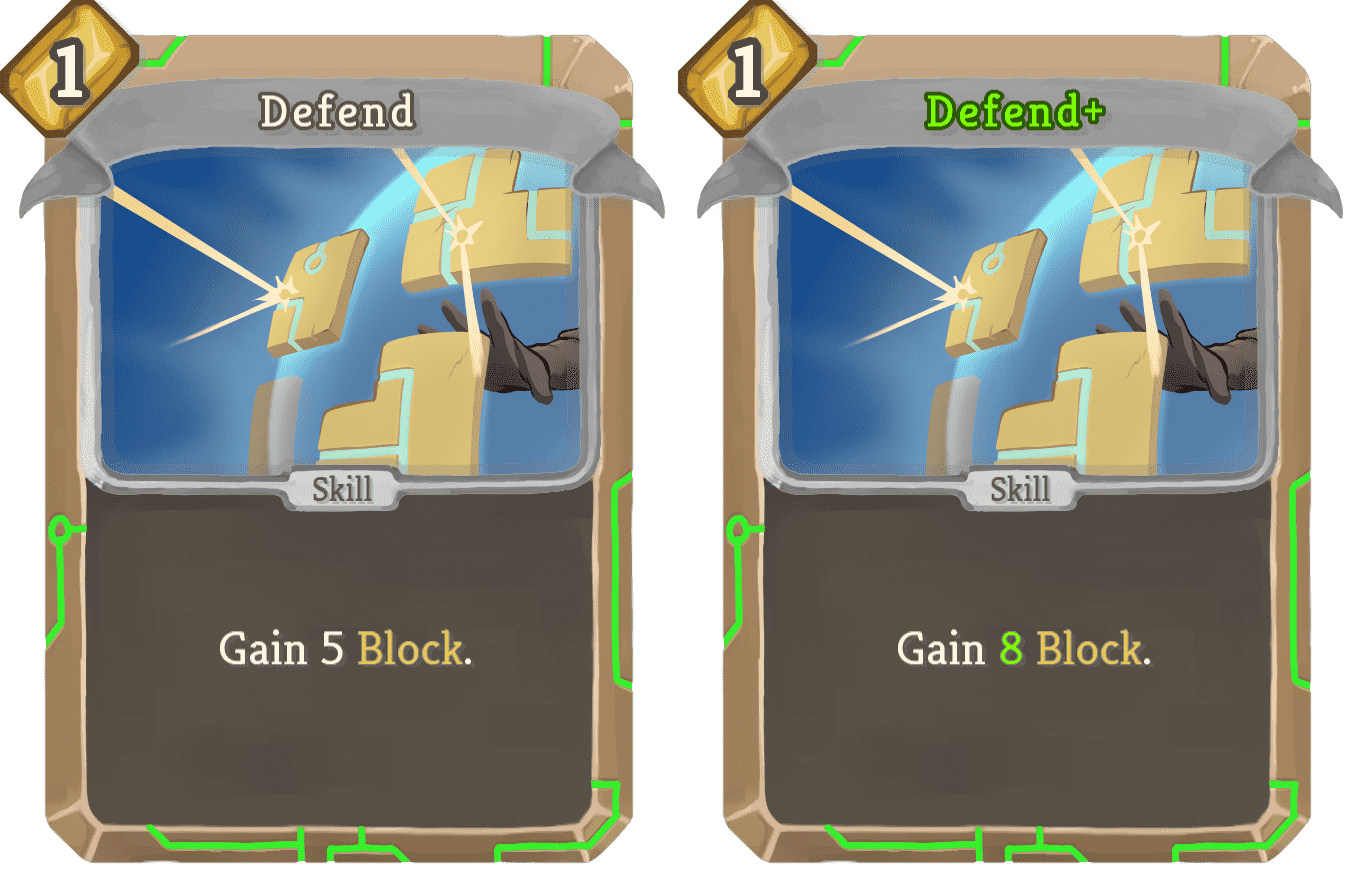 1
Defend
Skill
Gain 5 Block.
1
Defend+
Skill
Gain 8 Block.